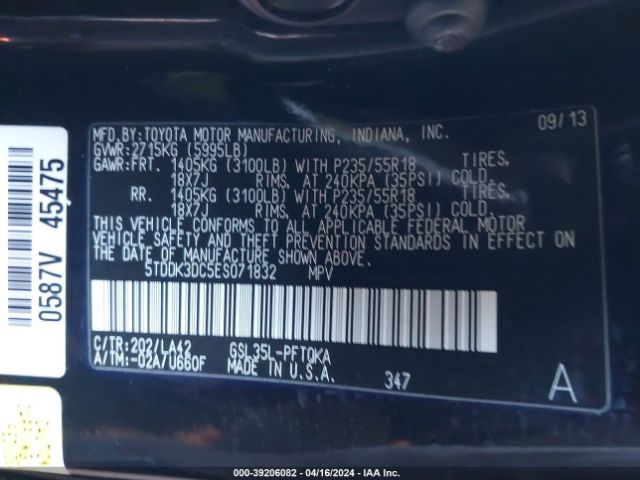 MFD.BY:TOYOTA MOTOR MANUFACTURING, INDIANA, INC. 09/13
GVWR:2715KG (5995LB)
GAWR:FRT. 1405KG (3100LB) WITH P235/55R18 TIRES,
18X7J RIMS, AT 240KPA (35PSI) COLD.
RR. 1405KG (3100LB) WITH P235/55R18 TIRES,
18X7J RIMS, AT 240KPA (35PSI) COLD.
THIS VEHICLE CONFORMS TO ALL APPLICABLE FEDERAL MOTOR
VEHICLE SAFETY AND THEFT PREVENTION STANDARDS IN EFFECT ON
THE DATE OF MANUFACTURE SHOWN ABOVE.
5TDDK3DC5ES071832 MPV
C/TR:202/LA42 GSL35L-PFTQKA
A/TM:-02A/U660F MADE IN U.S.A.
347 A
0587V 45475
000-39206082 - 04/16/2024 - IAA Inc.